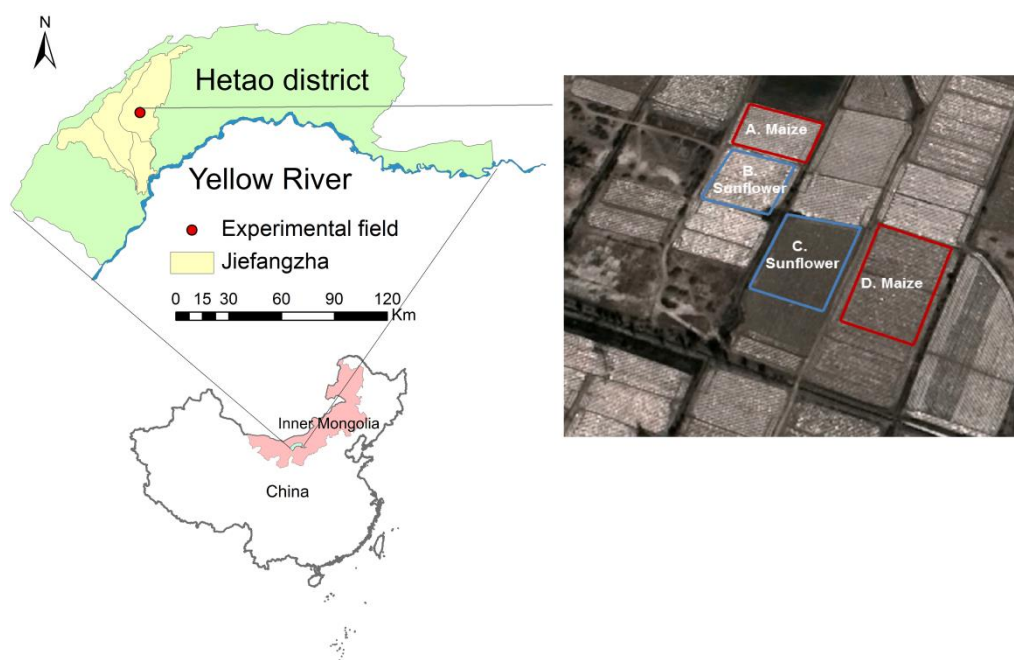 N
Hetao district
Yellow River
Experimental field
Jiefangzha
0 15 30 60 90 120
Km
Inner Mongolia
China
A. Maize
B.
Sunflower
C.
Sunflower
D. Maize